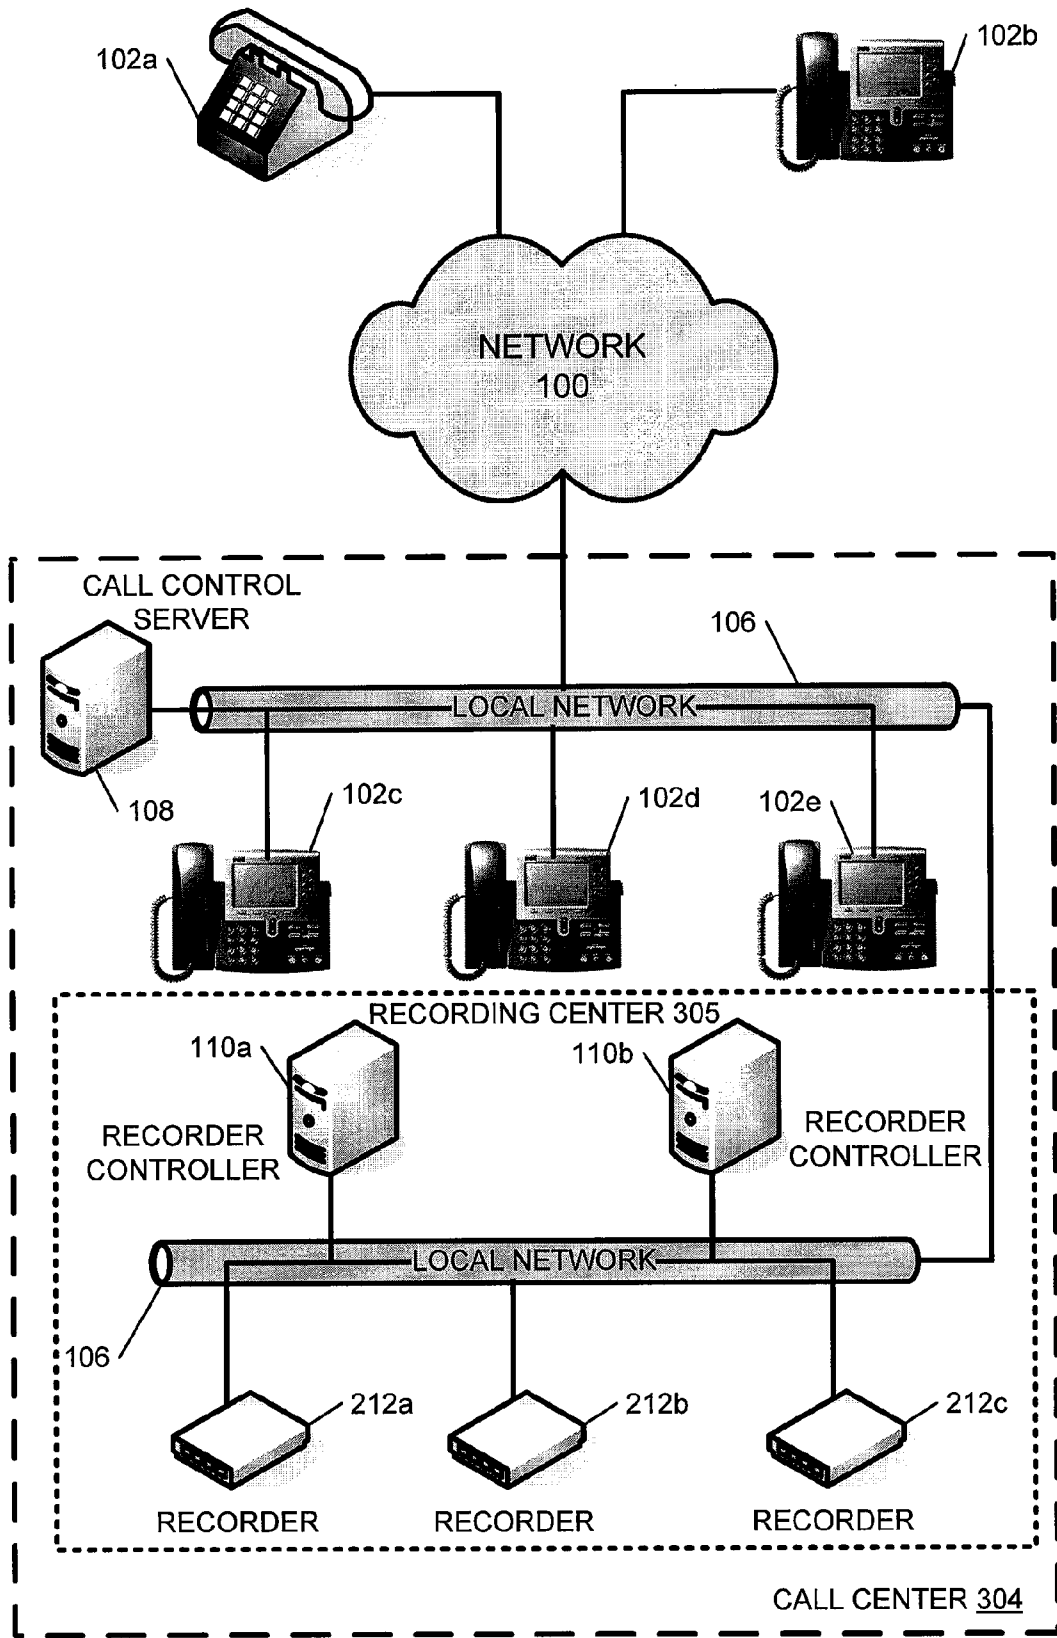 102a
102b
NETWORK
100
CALL CONTROL
SERVER
106
LOCAL NETWORK
108
102c
102d
102e
RECORDING CENTER 305
110a
110b
RECORDER
CONTROLLER
RECORDER
CONTROLLER
LOCAL NETWORK
106
212a
212b
212c
RECORDER
RECORDER
RECORDER
CALL CENTER 304